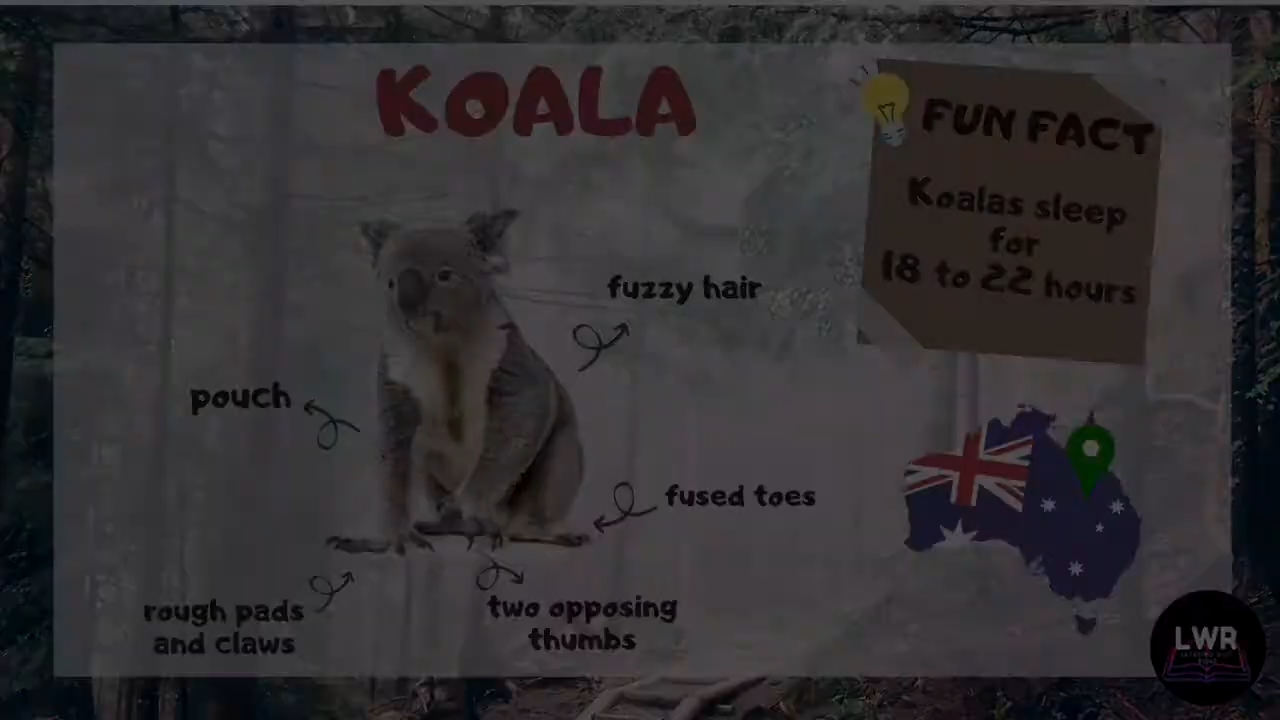 KOALA
FUN FACT
Koalas sleep
for
18 to 22 hours
fuzzy hair
pouch
fused toes
rough pads
and claws
two opposing
thumbs
LWR